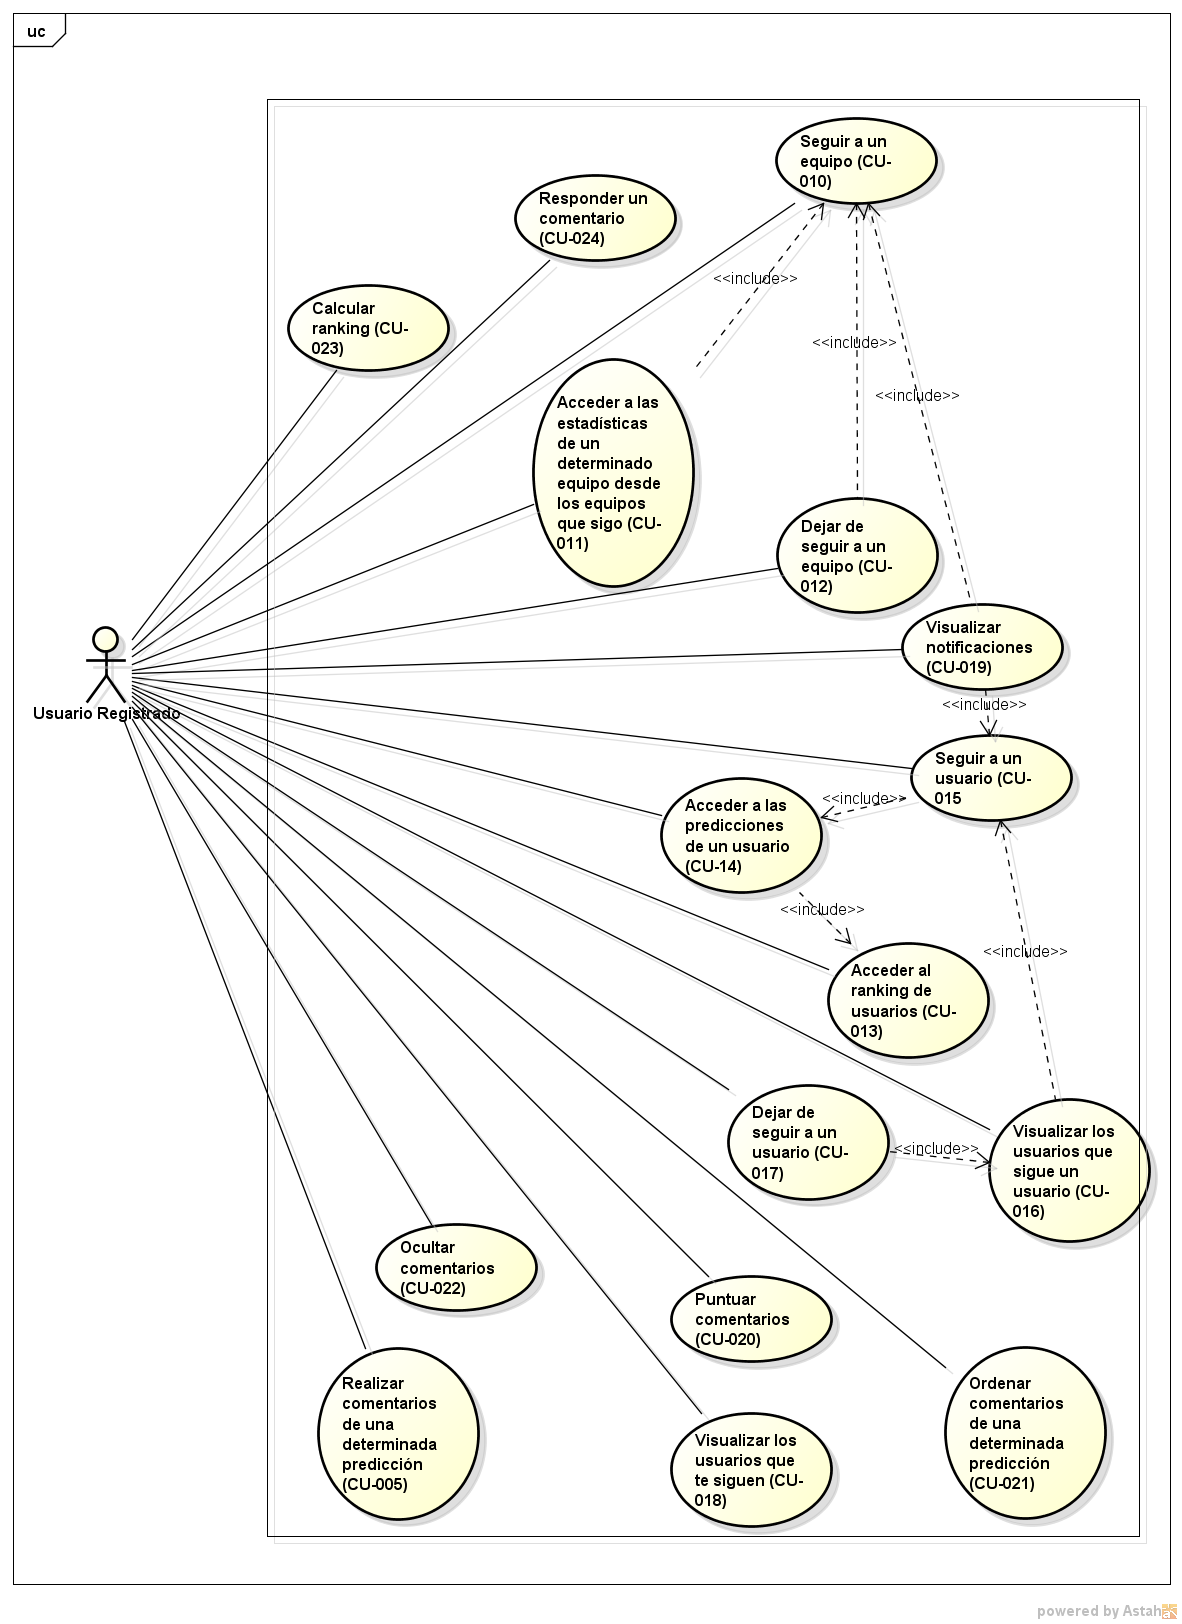 uc
Seguir a un
equipo (CU-
010)
Responder un
comentario
(CU-024)
<<include>>
Calcular
ranking (CU-
023)
<<include>>
<<include>>
Acceder a las
estadísticas
de un
determinado
equipo desde
los equipos
que sigo (CU-
011)
Dejar de
seguir a un
equipo (CU-
012)
Visualizar
notificaciones
(CU-019)
<<include>>
Usuario Registrado
Seguir a un
usuario (CU-
015
<<include>>
Acceder a las
predicciones
de un usuario
(CU-14)
<<include>>
Acceder al
ranking de
usuarios (CU-
013)
<<include>>
Dejar de
seguir a un
usuario (CU-
017)
<<include>>
Visualizar los
usuarios que
sigue un
usuario (CU-
016)
Ocultar
comentarios
(CU-022)
Puntuar
comentarios
(CU-020)
Realizar
comentarios
de una
determinada
predicción
(CU-005)
Visualizar los
usuarios que
te siguen (CU-
018)
Ordenar
comentarios
de una
determinada
predicción
(CU-021)
powered by Astah